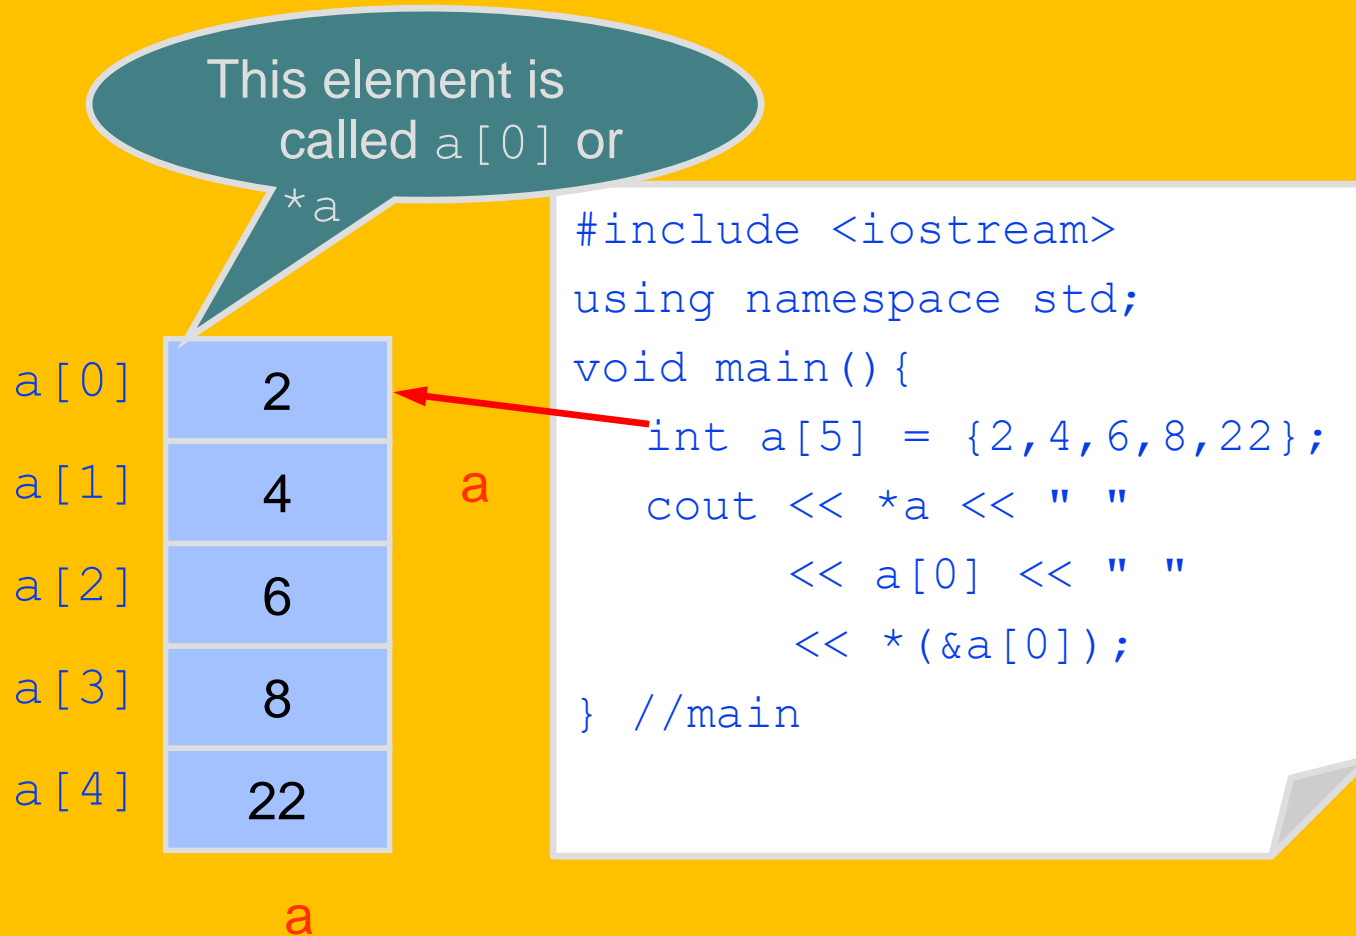 This element is
called a[0] or
*a
#include <iostream>
using namespace std;
void main(){
int a[5] = {2,4,6,8,22};
cout << *a << " "
<< a[0] << " "
<< *(&a[0]);
} //main
a[0] 2
a[1] 4 a
a[2] 6
a[3] 8
a[4] 22
a